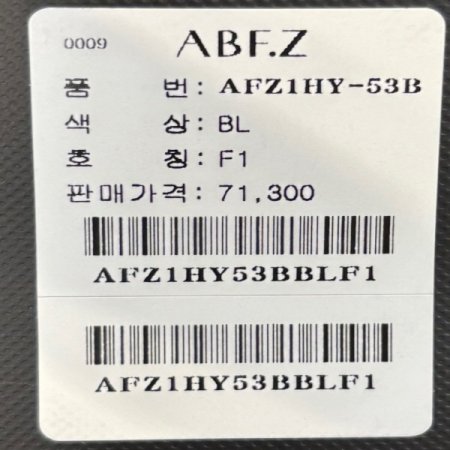 0009 ABF.Z
품 번: AFZ1HY-53B
색 상: BL
호 칭: F1
판매가격: 71,300
AFZ1HY53BBLF1
AFZ1HY53BBLF1